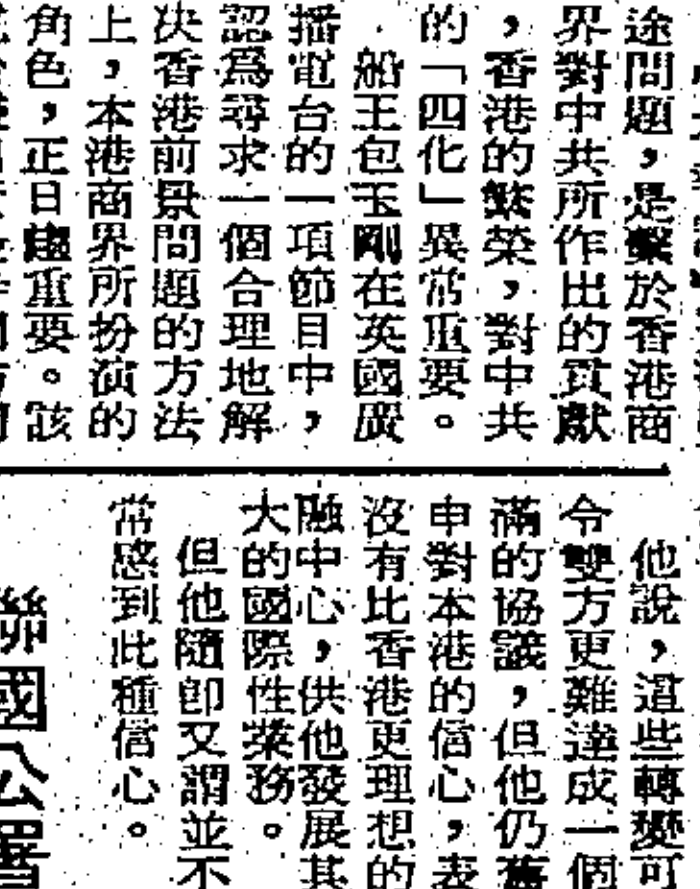 途問題，是繫於香港商
界對中共所作出的貢獻
，香港的繁榮，對中共
的「四化」異常重要。
船王包玉剛在英國廣
播電台的一項節目中，
認為尋求一個合理地解
決香港前景問題的方法
上，本港商界所扮演的
角色，正日趨重要。該
他說，這些轉變可
令雙方更難達成一個
滿的協議，但他仍舊
申對本港的信心，表
沒有比香港更理想的
融中心，供他發展其
大的國際性業務。
但他隨即又謂並不
常感到此種信心。
聯國公署